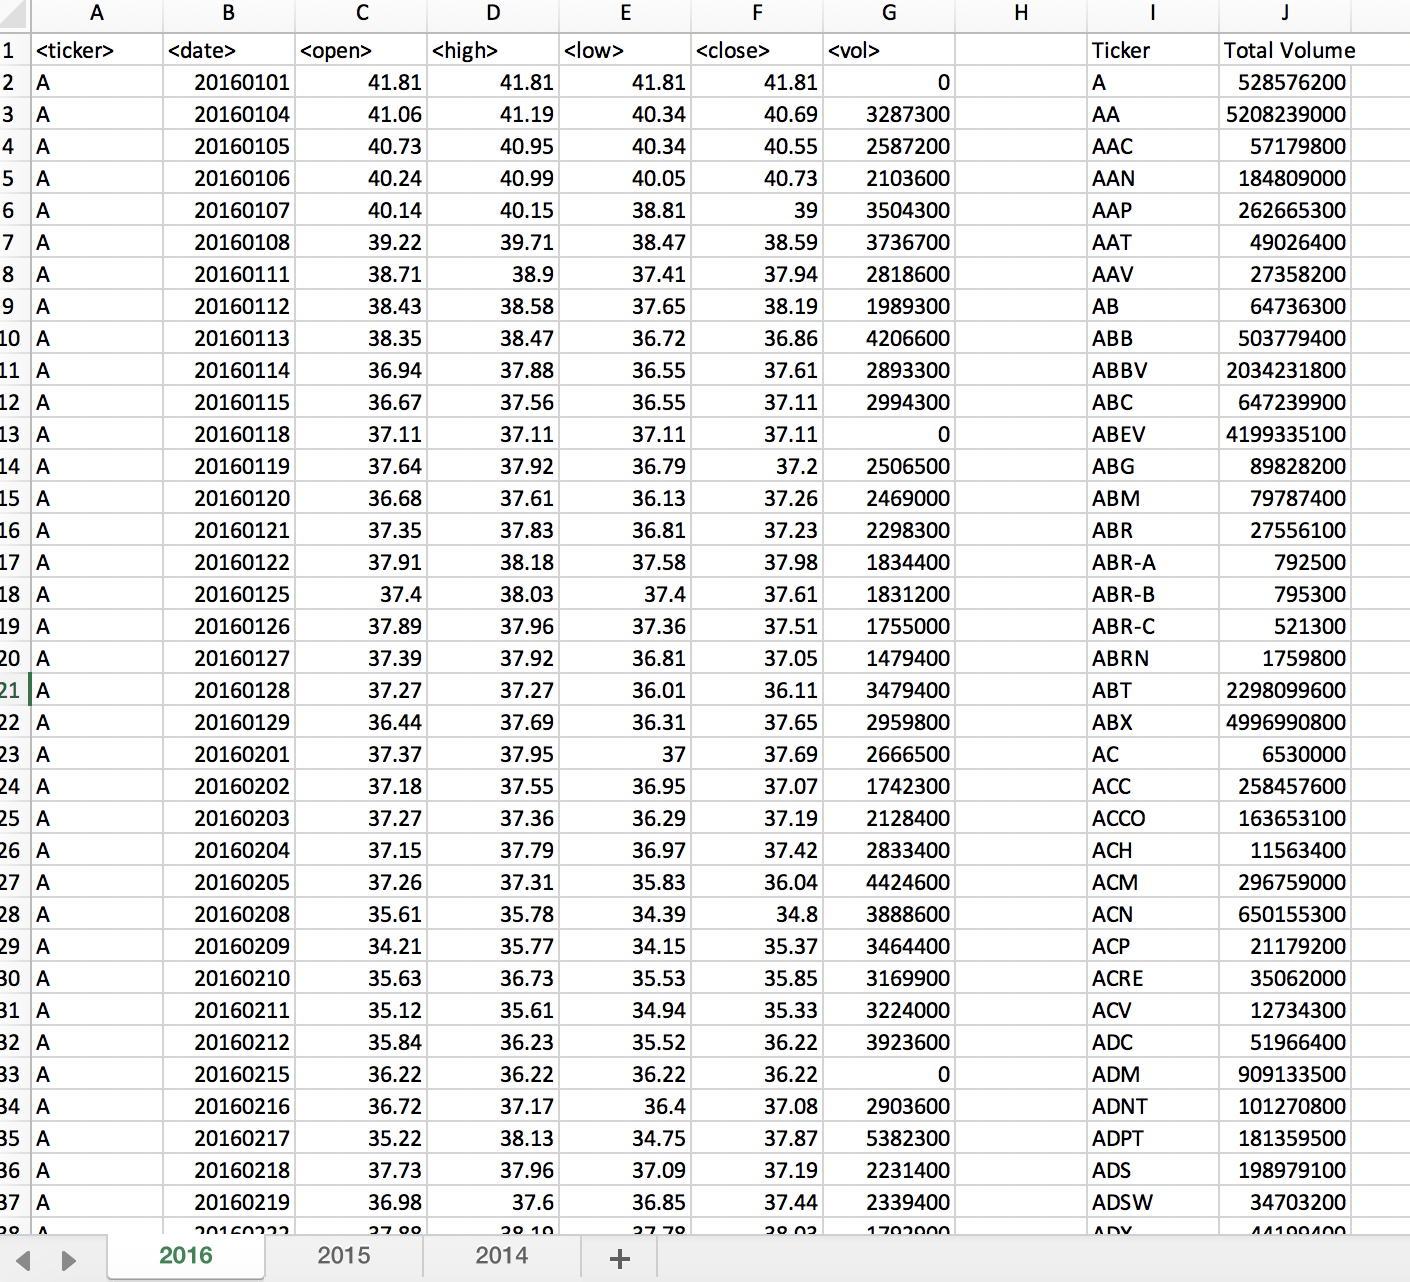 A B C D E F G H I J
1 <ticker> <date> <open> <high> <low> <close> <vol> Ticker Total Volume
2 A 20160101 41.81 41.81 41.81 41.81 0 A 528576200
3 A 20160104 41.06 41.19 40.34 40.69 3287300 AA 5208239000
4 A 20160105 40.73 40.95 40.34 40.55 2587200 AAC 57179800
5 A 20160106 40.24 40.99 40.05 40.73 2103600 AAN 184809000
6 A 20160107 40.14 40.15 38.81 39 3504300 AAP 262665300
7 A 20160108 39.22 39.71 38.47 38.59 3736700 AAT 49026400
8 A 20160111 38.71 38.9 37.41 37.94 2818600 AAV 27358200
9 A 20160112 38.43 38.58 37.65 38.19 1989300 AB 64736300
10 A 20160113 38.35 38.47 36.72 36.86 4206600 ABB 503779400
11 A 20160114 36.94 37.88 36.55 37.61 2893300 ABBV 2034231800
12 A 20160115 36.67 37.56 36.55 37.11 2994300 ABC 647239900
13 A 20160118 37.11 37.11 37.11 37.11 0 ABEV 4199335100
14 A 20160119 37.64 37.92 36.79 37.2 2506500 ABG 89828200
15 A 20160120 36.68 37.61 36.13 37.26 2469000 ABM 79787400
16 A 20160121 37.35 37.83 36.81 37.23 2298300 ABR 27556100
17 A 20160122 37.91 38.18 37.58 37.98 1834400 ABR-A 792500
18 A 20160125 37.4 38.03 37.4 37.61 1831200 ABR-B 795300
19 A 20160126 37.89 37.96 37.36 37.51 1755000 ABR-C 521300
20 A 20160127 37.39 37.92 36.81 37.05 1479400 ABRN 1759800
21 A 20160128 37.27 37.27 36.01 36.11 3479400 ABT 2298099600
22 A 20160129 36.44 37.69 36.31 37.65 2959800 ABX 4996990800
23 A 20160201 37.37 37.95 37 37.69 2666500 AC 6530000
24 A 20160202 37.18 37.55 36.95 37.07 1742300 ACC 258457600
25 A 20160203 37.27 37.36 36.29 37.19 2128400 ACCO 163653100
26 A 20160204 37.15 37.79 36.97 37.42 2833400 ACH 11563400
27 A 20160205 37.26 37.31 35.83 36.04 4424600 ACM 296759000
28 A 20160208 35.61 35.78 34.39 34.8 3888600 ACN 650155300
29 A 20160209 34.21 35.77 34.15 35.37 3464400 ACP 21179200
30 A 20160210 35.63 36.73 35.53 35.85 3169900 ACRE 35062000
31 A 20160211 35.12 35.61 34.94 35.33 3224000 ACV 12734300
32 A 20160212 35.84 36.23 35.52 36.22 3923600 ADC 51966400
33 A 20160215 36.22 36.22 36.22 36.22 0 ADM 909133500
34 A 20160216 36.72 37.17 36.4 37.08 2903600 ADNT 101270800
35 A 20160217 35.22 38.13 34.75 37.87 5382300 ADPT 181359500
36 A 20160218 37.73 37.96 37.09 37.19 2231400 ADS 198979100
37 A 20160219 36.98 37.6 36.85 37.44 2339400 ADSW 34703200
38 A 20160222
2016 2015 2014 +